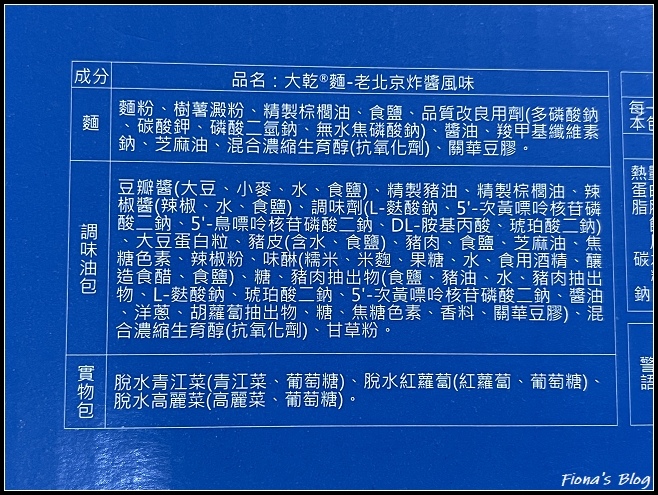 成分
品名：大乾®麵-老北京炸醬風味
麵
麵粉、樹薯澱粉、精製棕櫚油、食鹽、品質改良用劑(多磷酸鈉
、碳酸鉀、磷酸二氫鈉、無水焦磷酸鈉)、醬油、羧甲基纖維素
鈉、芝麻油、混合濃縮生育醇(抗氧化劑)、關華豆膠。
調味油包
豆瓣醬(大豆、小麥、水、食鹽)、精製豬油、精製棕櫚油、辣
椒醬(辣椒、水、食鹽)、調味劑(L-麩酸鈉、5'-次黃嘌呤核苷磷
酸二鈉、5'-鳥嘌呤核苷磷酸二鈉、DL-胺基丙酸、琥珀酸二鈉)
、大豆蛋白粒、豬皮(含水、食鹽)、豬肉、食鹽、芝麻油、焦
糖色素、辣椒粉、味醂(糯米、米麴、果糖、水、食用酒精、釀
造食醋、食鹽)、糖、豬肉抽出物(食鹽、豬油、水、豬肉抽出
物、L-麩酸鈉、琥珀酸二鈉、5'-次黃嘌呤核苷磷酸二鈉、醬油
、洋蔥、胡蘿蔔抽出物、糖、焦糖色素、香料、關華豆膠)、混
合濃縮生育醇(抗氧化劑)、甘草粉。
實物包
脫水青江菜(青江菜、葡萄糖)、脫水紅蘿蔔(紅蘿蔔、葡萄糖)、
脫水高麗菜(高麗菜、葡萄糖)。
每一
本包
熱量
蛋白
脂肪
碳水
鈉
警
語
Fiona's Blog